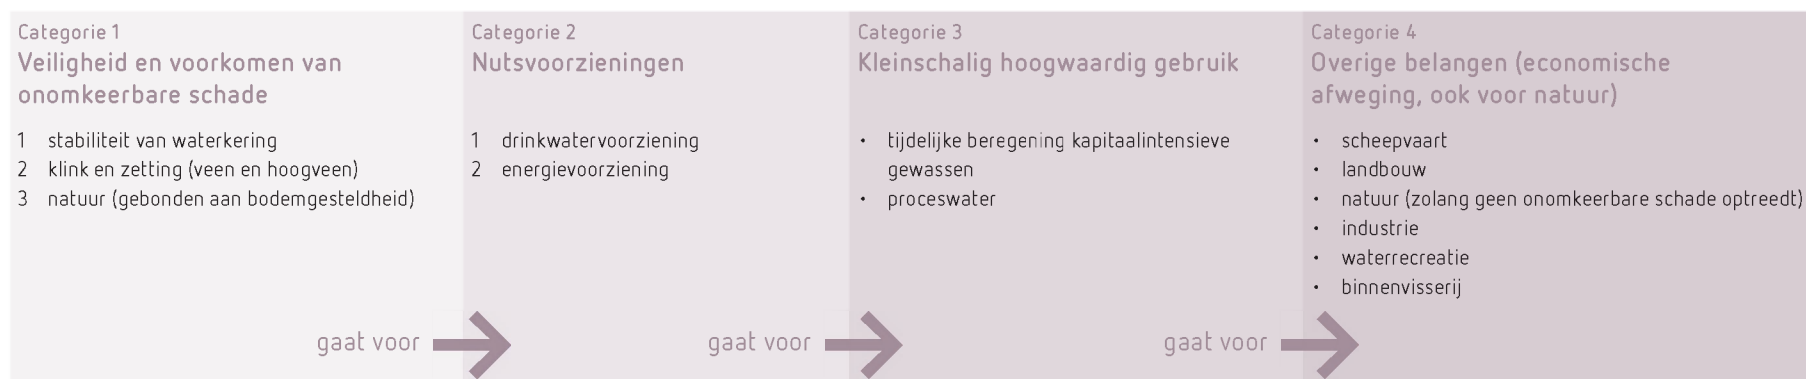 Categorie 1
Veiligheid en voorkomen van
onomkeerbare schade
1 stabiliteit van waterkering
2 klink en zetting (veen en hoogveen)
3 natuur (gebonden aan bodemgesteldheid)
gaat voor
Categorie 2
Nutsvoorzieningen
1 drinkwatervoorziening
2 energievoorziening
gaat voor
Categorie 3
Kleinschalig hoogwaardig gebruik
• tijdelijke beregening kapitaalintensieve
gewassen
• proceswater
gaat voor
Categorie 4
Overige belangen (economische
afweging, ook voor natuur)
• scheepvaart
• landbouw
• natuur (zolang geen onomkeerbare schade optreedt)
• industrie
• waterrecreatie
• binnenvisserij